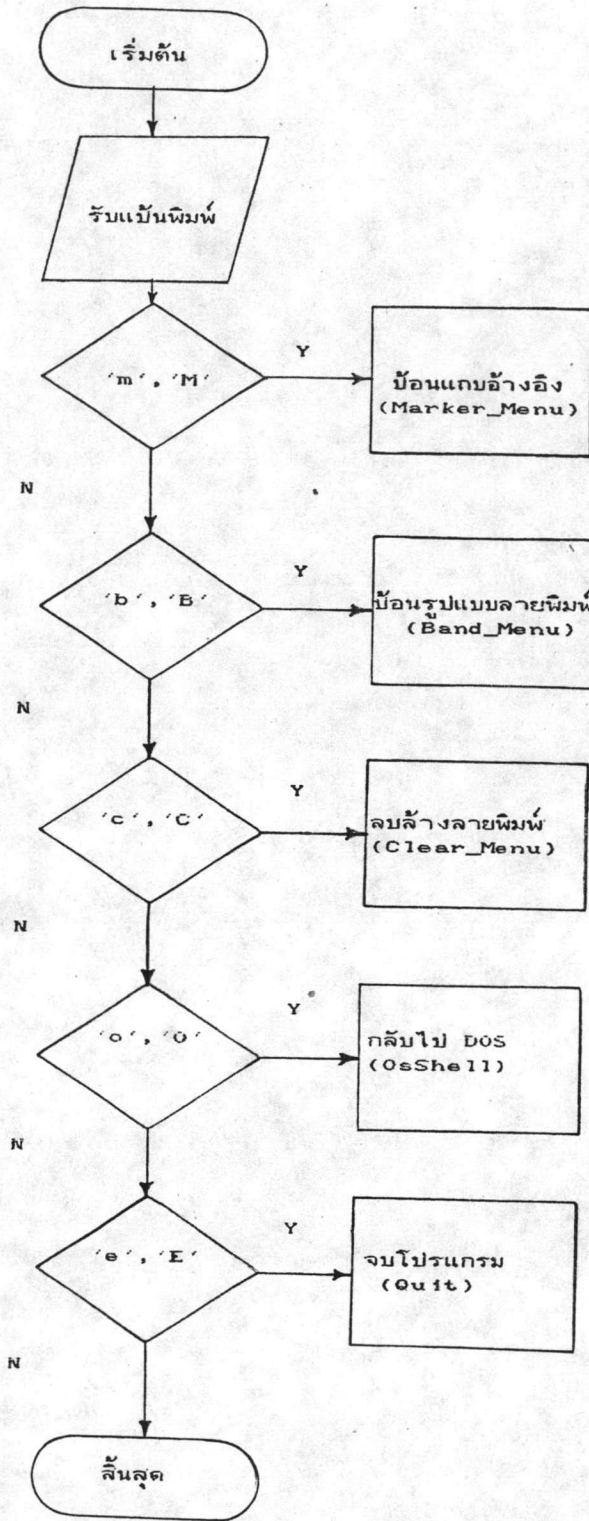 เริ่มต้น
รับแป้นพิมพ์
'm', 'M'
Y
ป้อนแถบอ้างอิง
(Marker_Menu)
N
'b', 'B'
Y
ป้อนรูปแบบลายพิมพ์
(Band_Menu)
N
'c', 'C'
Y
ลบล้างลายพิมพ์
(Clear_Menu)
N
'o', 'O'
Y
กลับไป DOS
(OsShell)
N
'e', 'E'
Y
จบโปรแกรม
(Quit)
N
สิ้นสุด